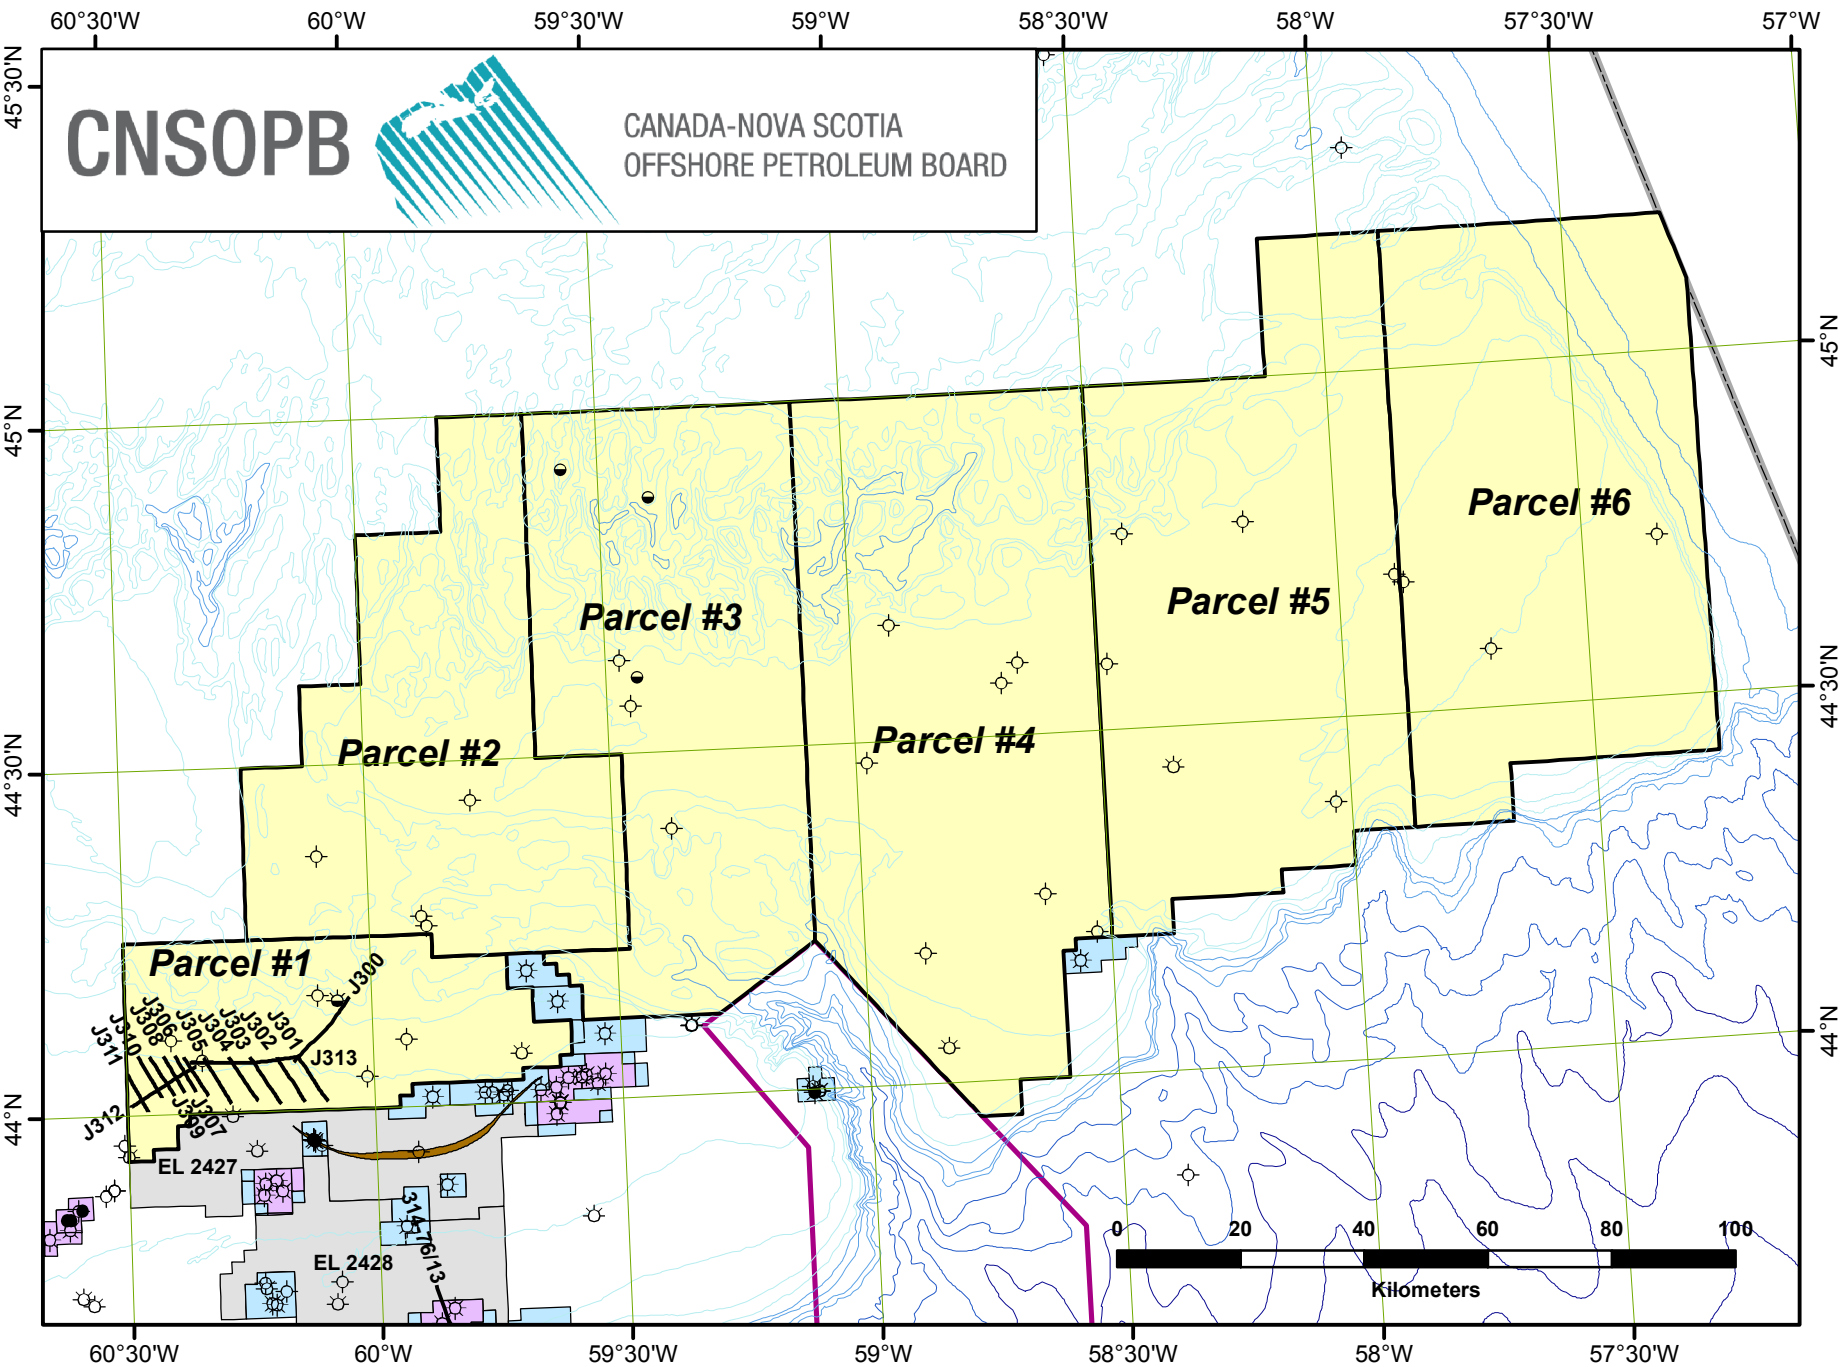 60°30'W 60°W 59°30'W 59°W 58°30'W 58°W 57°30'W 57°W
45°30'N
CNSOPB
CANADA-NOVA SCOTIA
OFFSHORE PETROLEUM BOARD
45°N
45°N
Parcel #6
Parcel #5
Parcel #3
44°30'N
Parcel #4
Parcel #2
44°30'N
Parcel #1
J300
J306
J308
J310
J311
J305
J304
J303
J302
J301
J313
44°N
J312
J309
J307
44°N
EL 2427
314-76/13
EL 2428
0 20 40 60 80 100
Kilometers
60°30'W 60°W 59°30'W 59°W 58°30'W 58°W 57°30'W